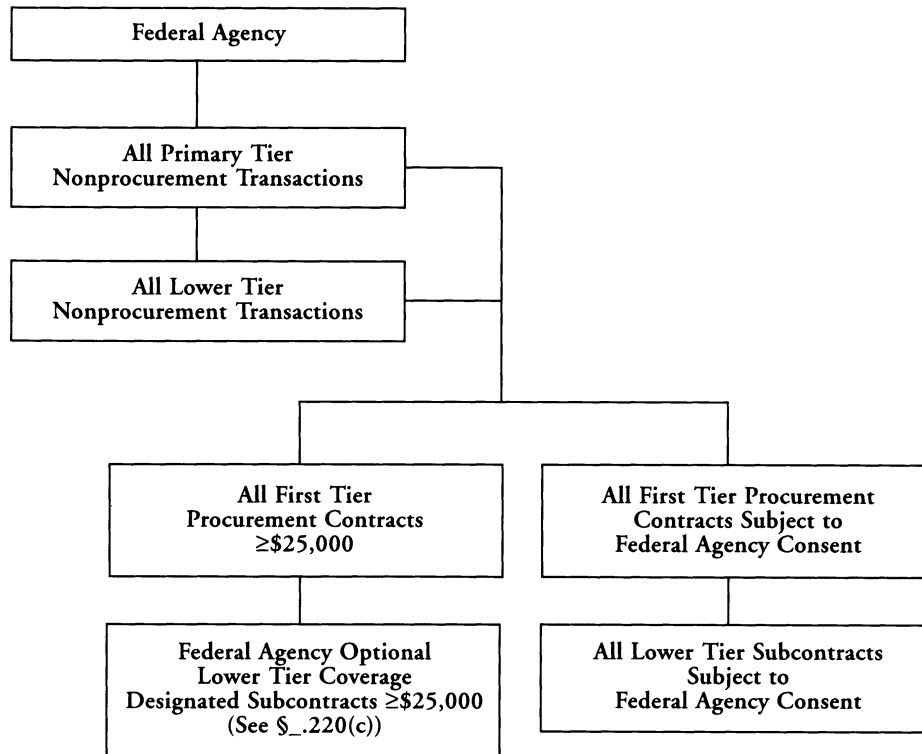 Federal Agency
All Primary Tier
Nonprocurement Transactions
All Lower Tier
Nonprocurement Transactions
All First Tier
Procurement Contracts
≥$25,000
All First Tier Procurement
Contracts Subject to
Federal Agency Consent
Federal Agency Optional
Lower Tier Coverage
Designated Subcontracts ≥$25,000
(See §_.220(c))
All Lower Tier Subcontracts
Subject to
Federal Agency Consent